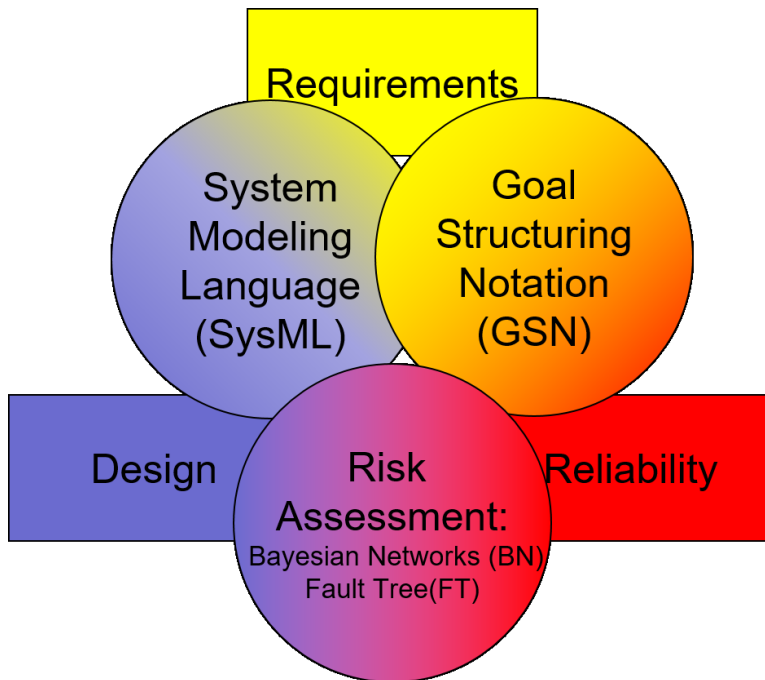 Requirements
System
Modeling
Language
(SysML)
Goal
Structuring
Notation
(GSN)
Design
Risk
Assessment:
Bayesian Networks (BN)
Fault Tree(FT)
Reliability